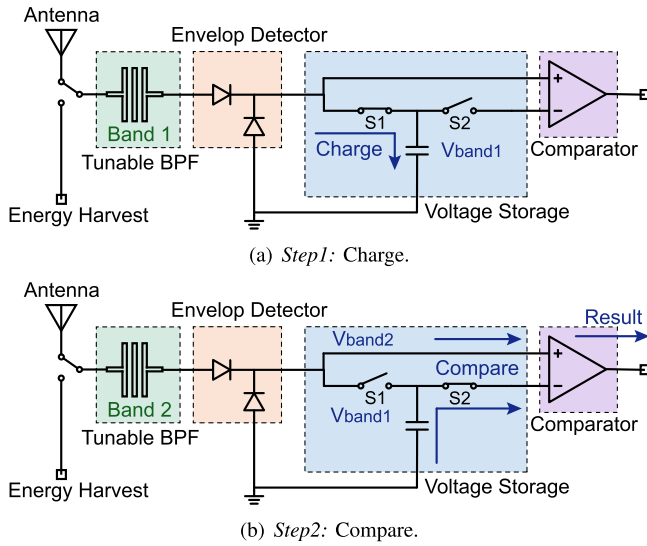 Antenna
Envelop Detector
Band 1
Tunable BPF
Energy Harvest
S1
S2
Charge
Vband1
Voltage Storage
+
−
Comparator
(a) Step1: Charge.
Antenna
Envelop Detector
Result
Band 2
Tunable BPF
Energy Harvest
Vband2
Compare
S1
S2
Vband1
Voltage Storage
+
−
Comparator
(b) Step2: Compare.